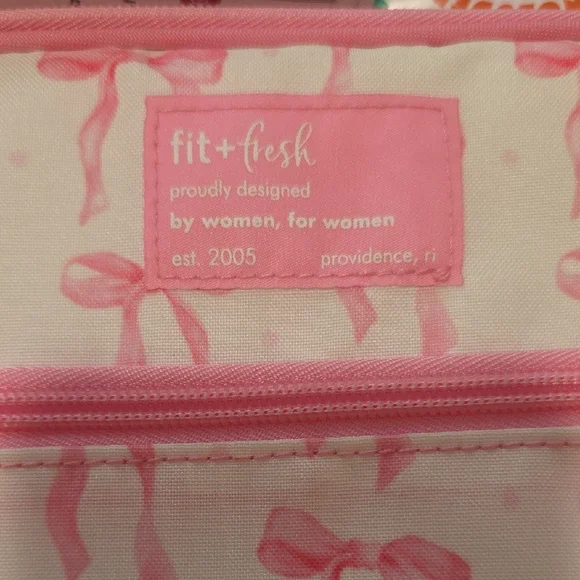 fit+fresh
proudly designed
by women, for women
est. 2005 providence, ri